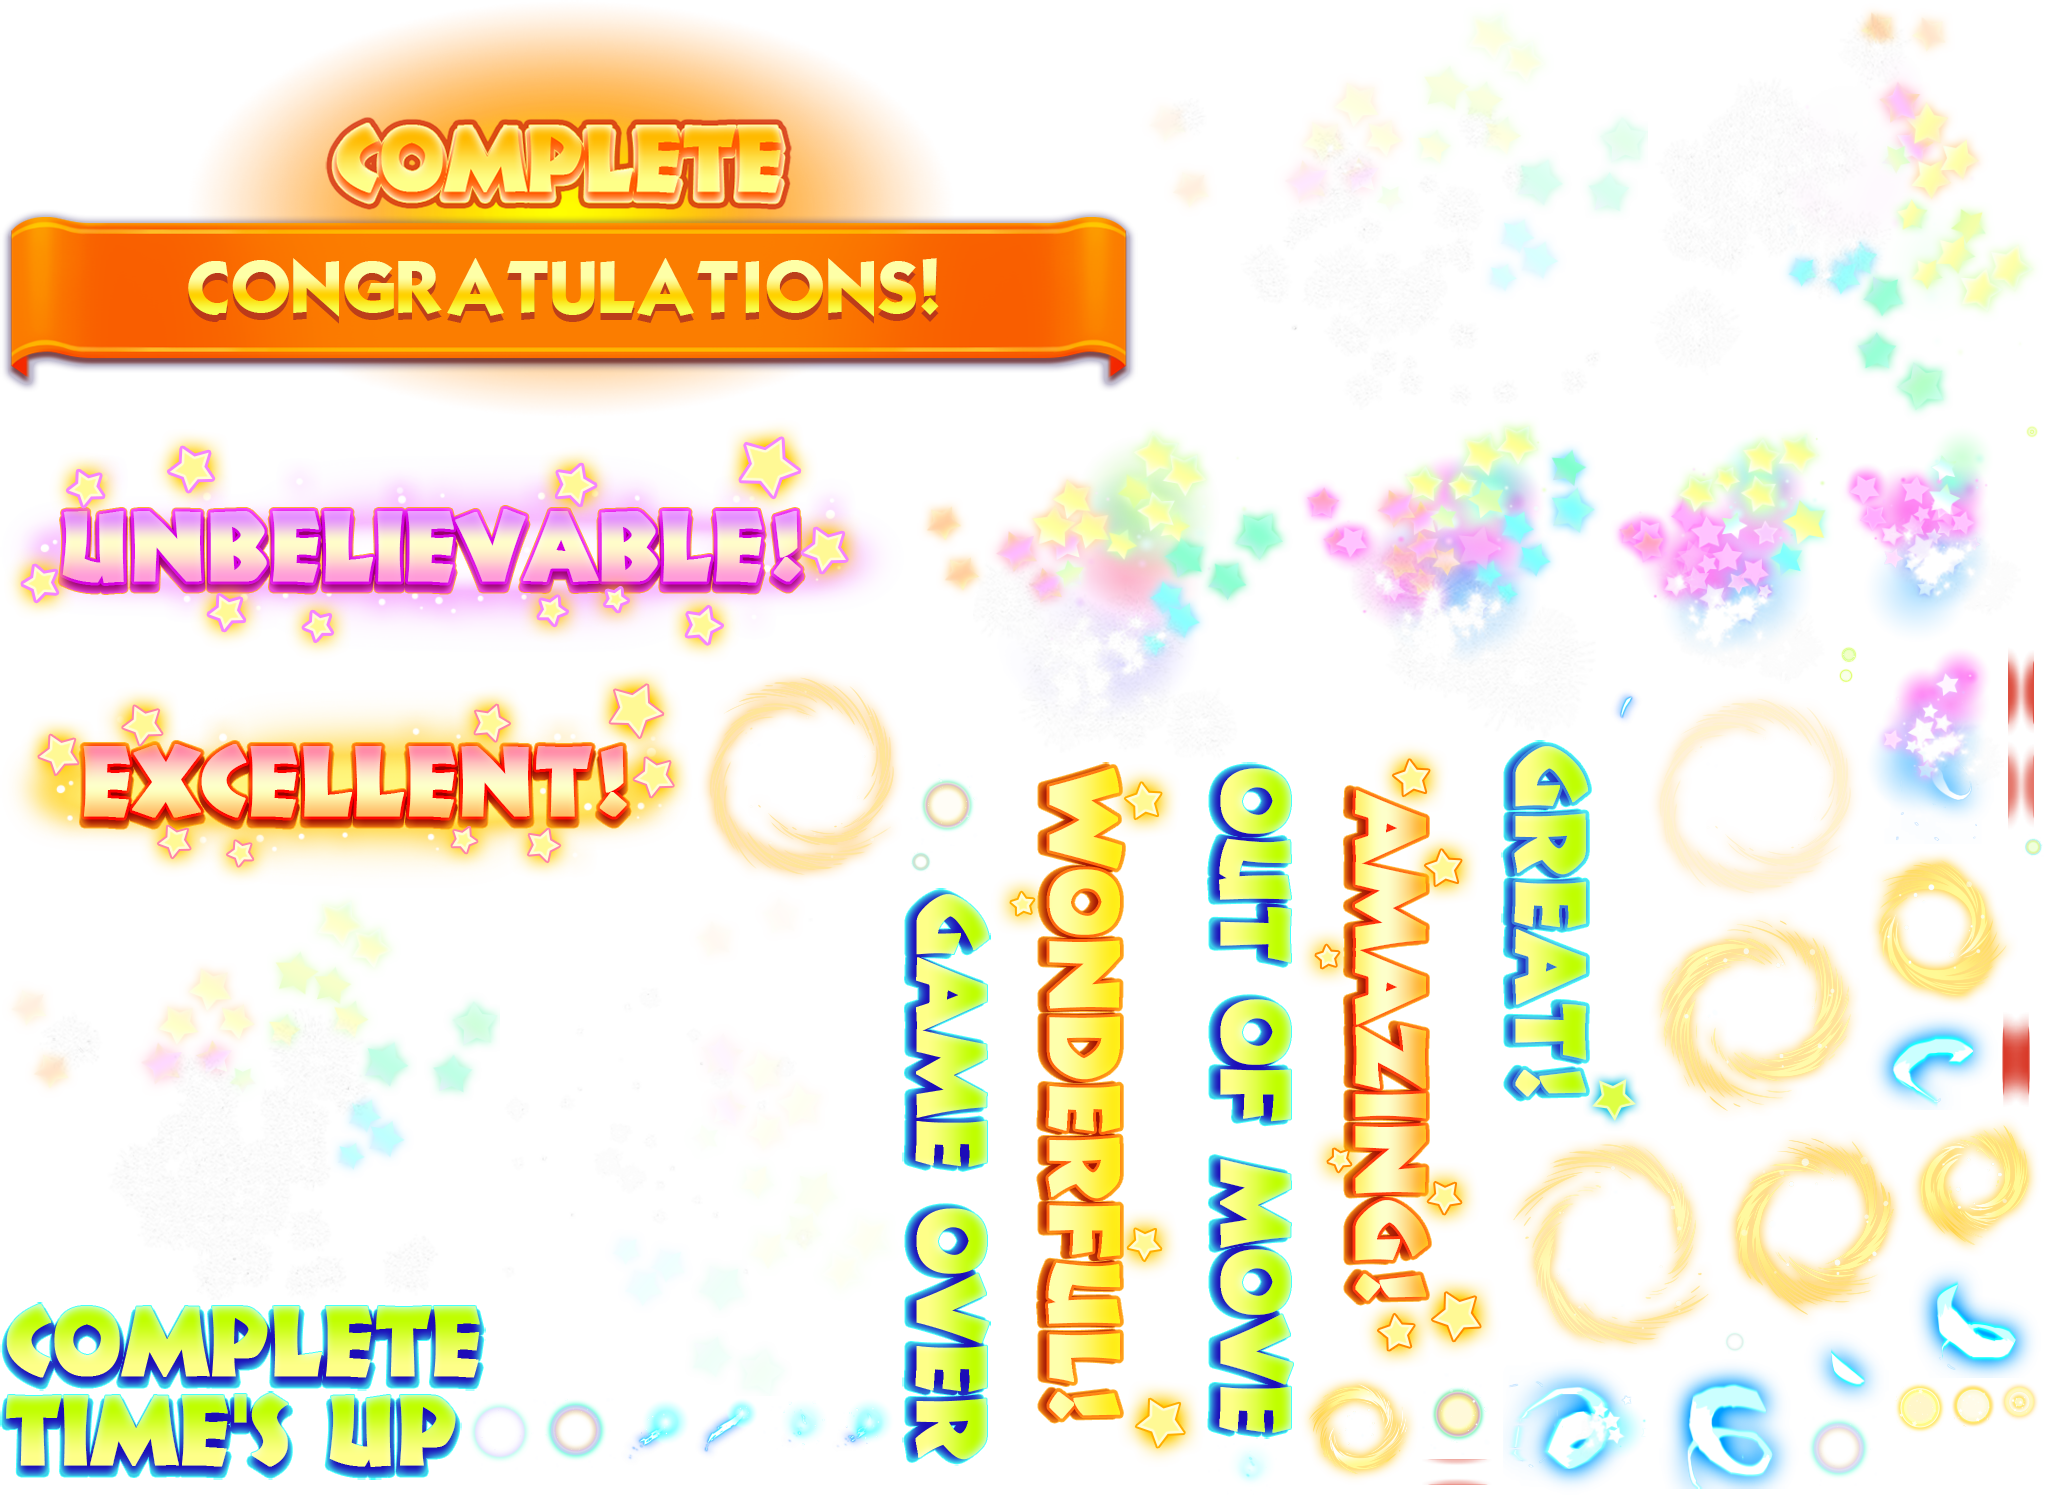 COMPLETE
CONGRATULATIONS!
UNBELIEVABLE!
EXCELLENT!
GAME OVER
WONDERFUL!
OUT OF MOVE
AMAZING!
GREAT!
COMPLETE
TIME'S UP